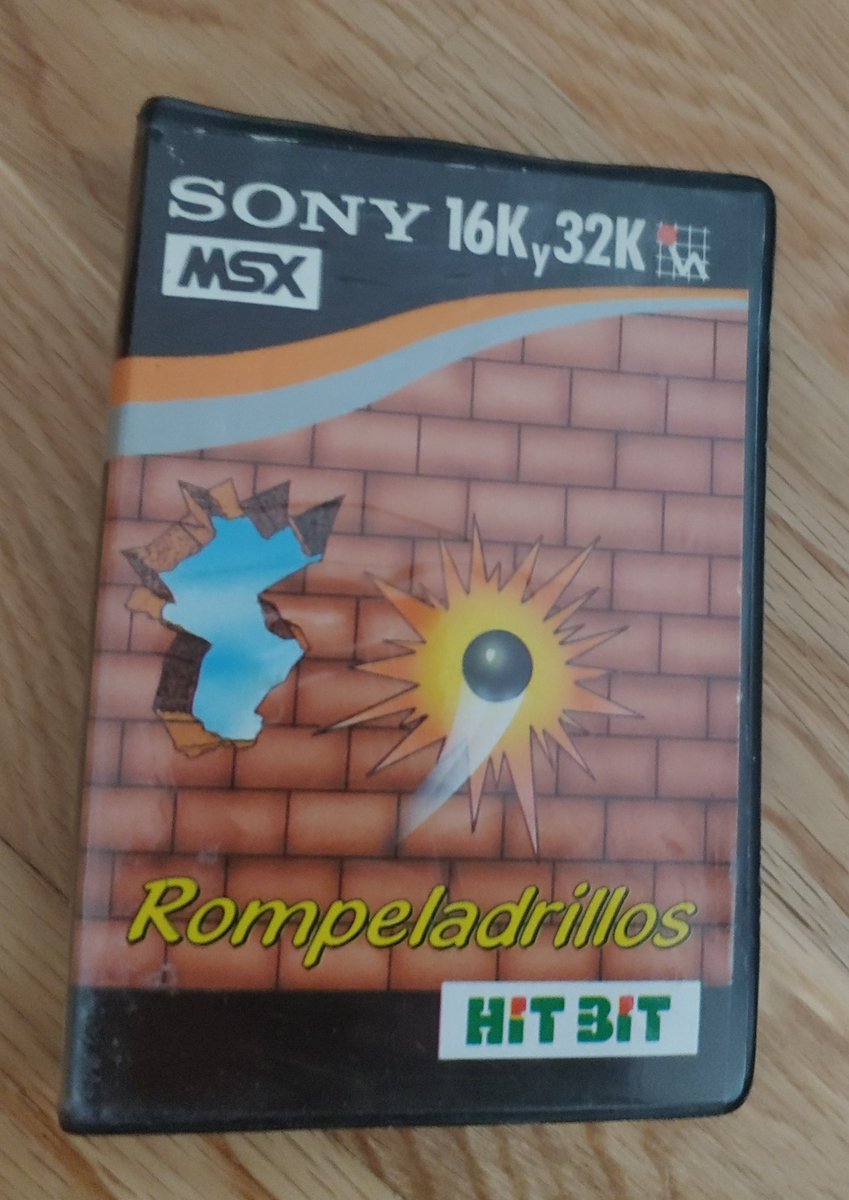 SONY 16K y 32K
MSX
Rompeladrillos
HiT BiT